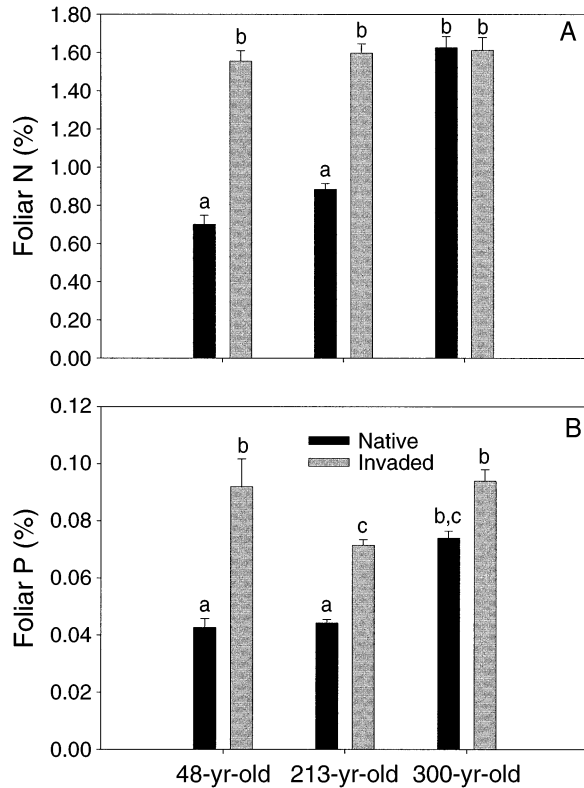 A
Foliar N (%)
1.80
1.60
1.40
1.20
1.00
0.80
0.60
0.40
0.20
0.00
a b
a b
b b
B
Foliar P (%)
0.12
0.10
0.08
0.06
0.04
0.02
0.00
Native
Invaded
a b
a c
b,c b
48-yr-old 213-yr-old 300-yr-old